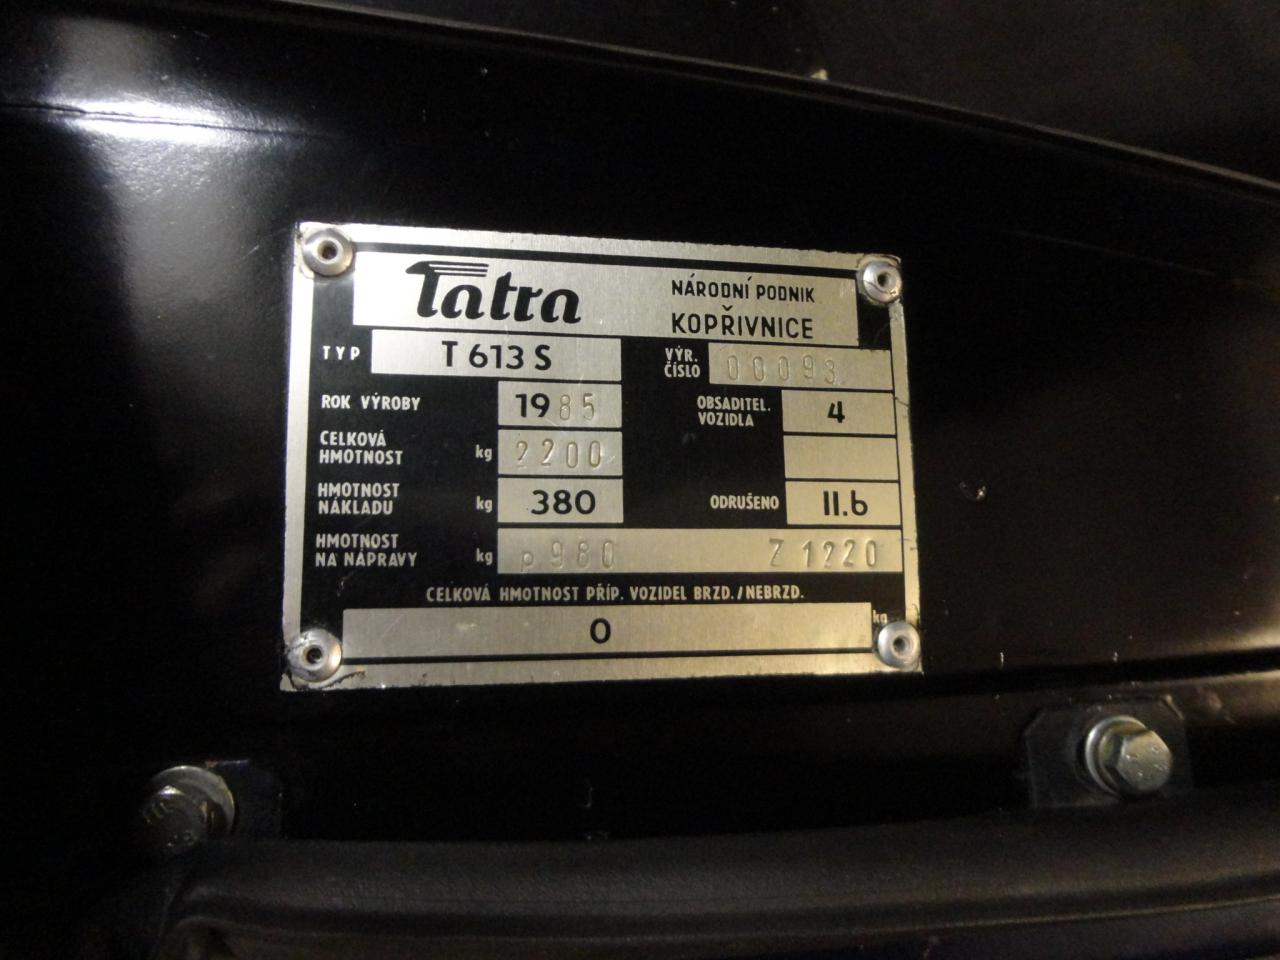 Tatra NÁRODNÍ PODNIK
KOPŘIVNICE
TYP T 613 S VÝR. ČÍSLO 00093
ROK VÝROBY 1985 OBSADITEL. VOZIDLA 4
CELKOVÁ HMOTNOST kg 2200
HMOTNOST NÁKLADU kg 380 ODRUŠENO II.b
HMOTNOST NA NÁPRAVY kg p 980 Z 1220
CELKOVÁ HMOTNOST PŘÍP. VOZIDEL BRZD./NEBRZD.
0 kg